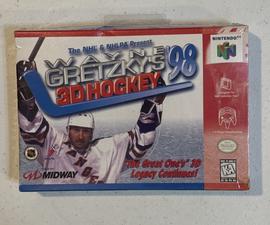 The NHL & NHLPA Present
WAYNE
GRETZKY'S '98
3D HOCKEY
NINTENDO 64
"The Great One's" 3D
Legacy Continues!
MIDWAY